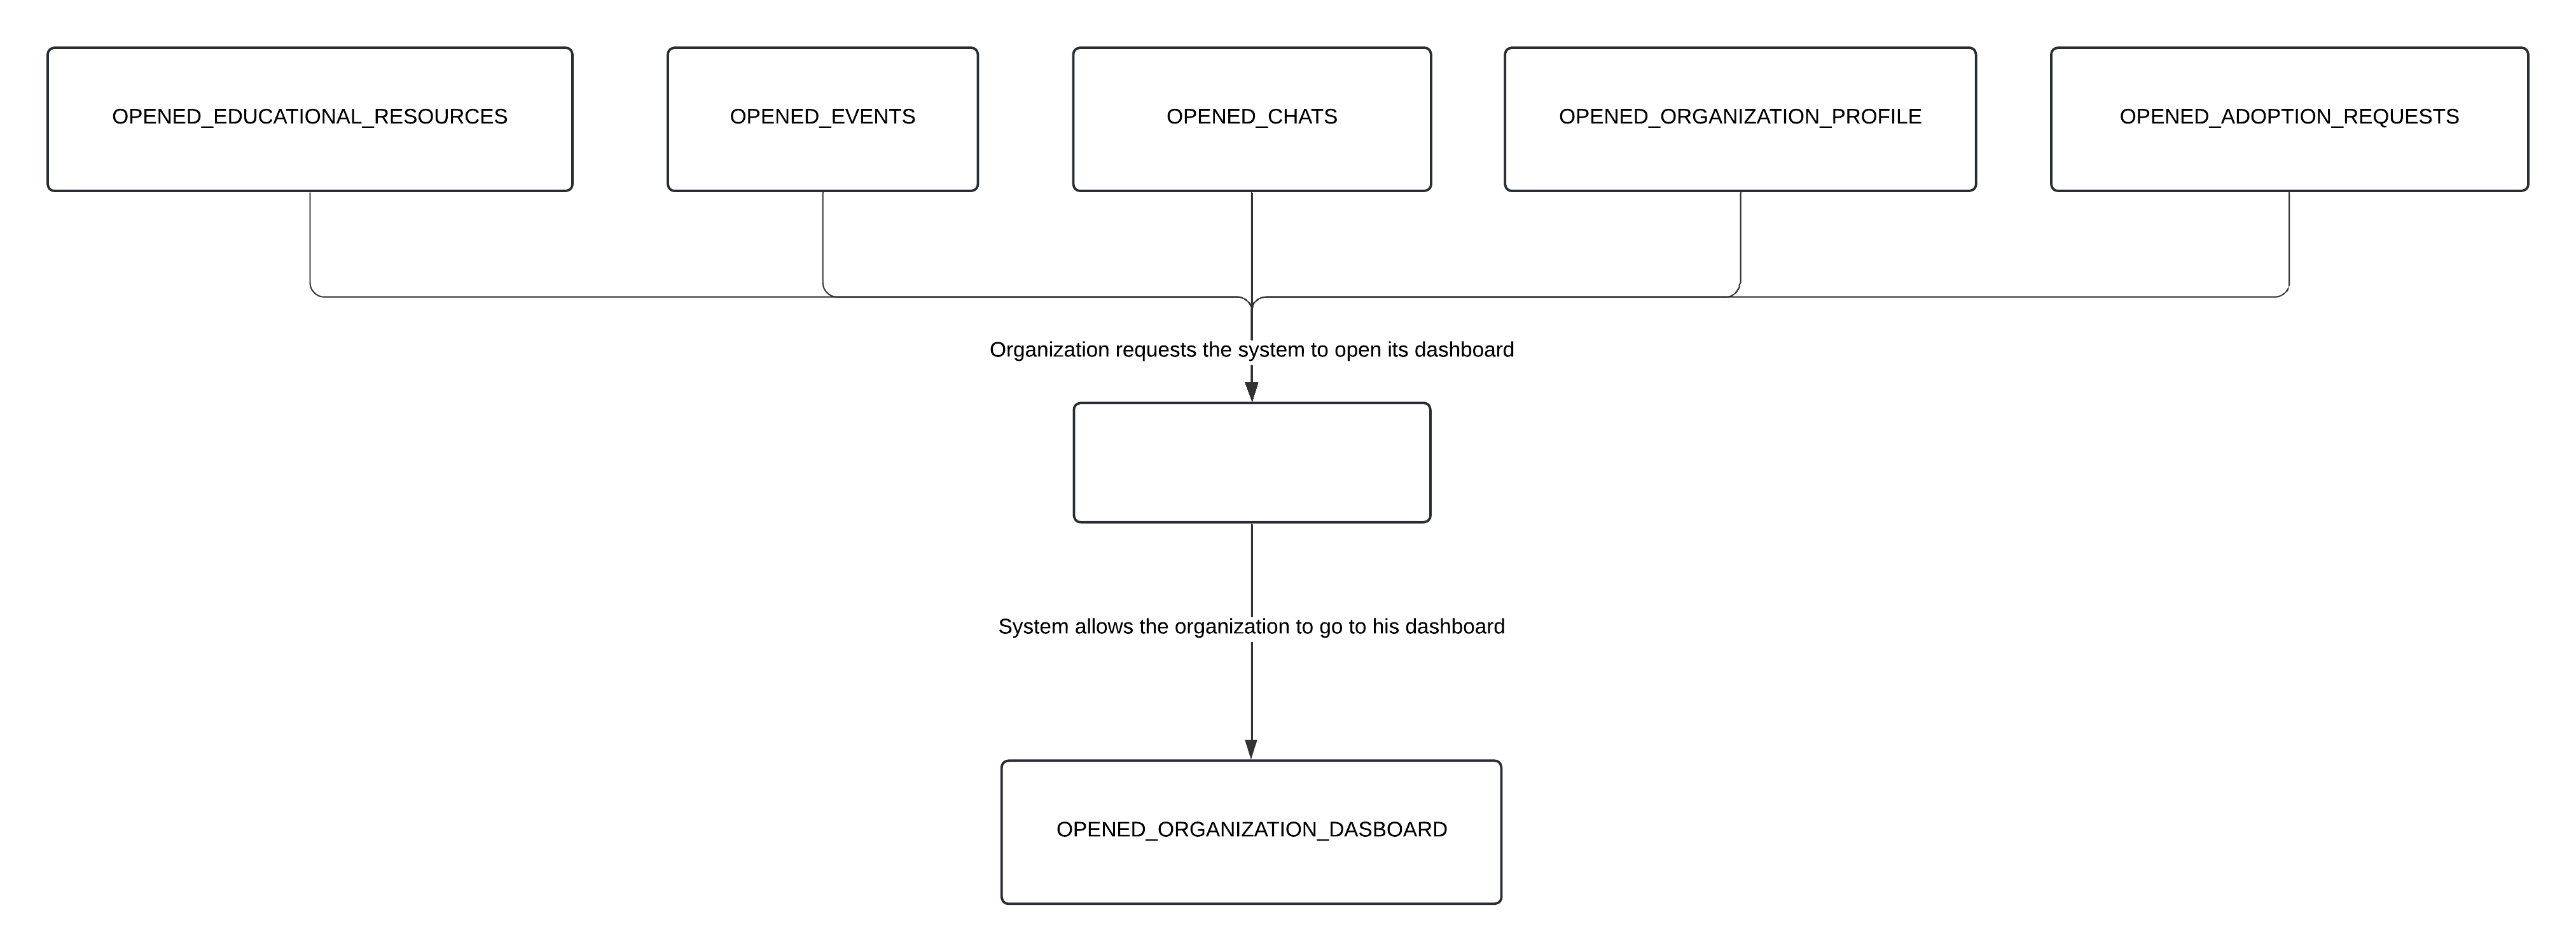 OPENED_EDUCATIONAL_RESOURCES
OPENED_EVENTS
OPENED_CHATS
OPENED_ORGANIZATION_PROFILE
OPENED_ADOPTION_REQUESTS
Organization requests the system to open its dashboard
System allows the organization to go to his dashboard
OPENED_ORGANIZATION_DASBOARD